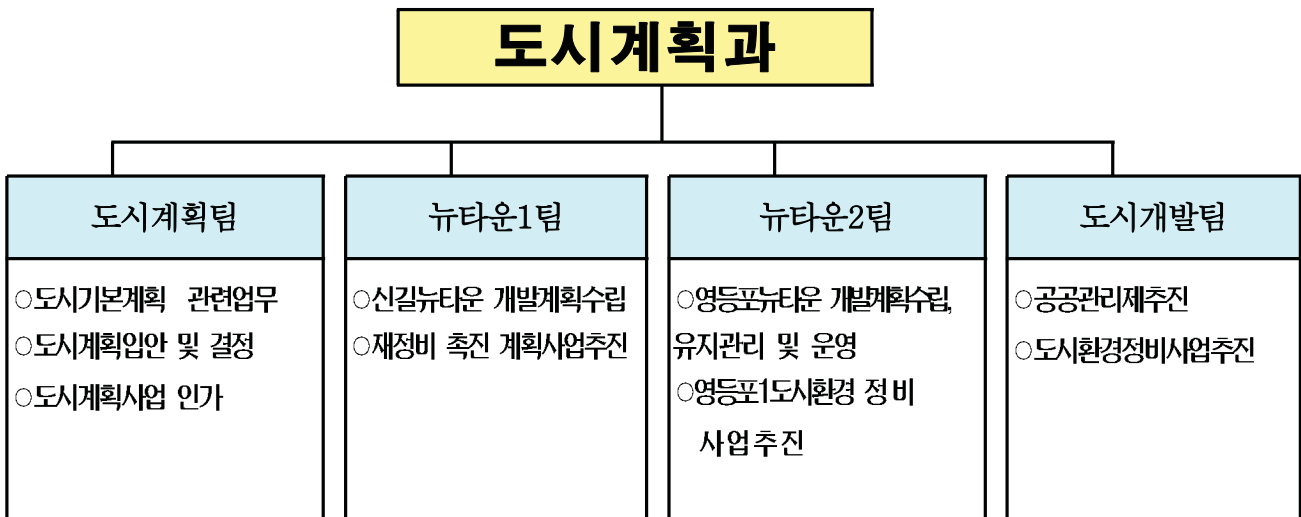 도시계획과
도시계획팀
○도시기본계획 관련업무
○도시계획입안 및 결정
○도시계획사업 인가
뉴타운1팀
○신길뉴타운 개발계획수립
○재정비 촉진 계획사업추진
뉴타운2팀
○영등포뉴타운 개발계획수립,
유지관리 및 운영
○영등포1도시환경 정비
사업추진
도시개발팀
○공공관리제추진
○도시환경정비사업추진